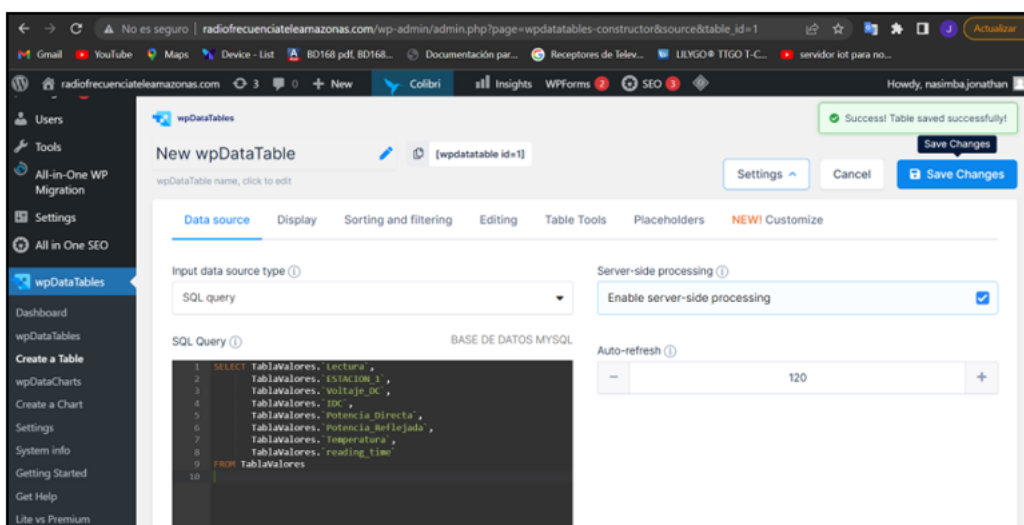 No es seguro | radiofrecuenciateleamazonas.com/wp-admin/admin.php?page=wpdatatables-constructor&source&table_id=1 J Actualizar
Gmail YouTube Maps Device - List BD168 pdf, BD168... Documentación par... Receptores de Telev... LILYGO® TTGO T-C... servidor iot para no...
radiofrecuenciateleamazonas.com 3 0 + New Colibri Insights WPForms 2 SEO 3 Howdy, nasimba.jonathan
Users
Tools
All-in-One WP
Migration
Settings
All in One SEO
wpDataTables
Dashboard
wpDataTables
Create a Table
wpDataCharts
Create a Chart
Settings
System info
Getting Started
Get Help
Lite vs Premium
wpDataTables
Success! Table saved successfully!
New wpDataTable
[wpdatatable id=1]
Save Changes
wpDataTable name, click to edit
Settings Cancel Save Changes
Data source Display Sorting and filtering Editing Table Tools Placeholders NEW! Customize
Input data source type
SQL query
Server-side processing
Enable server-side processing
SQL Query BASE DE DATOS MYSQL
Auto-refresh
− 120 +
1 SELECT TablaValores.`Lectura`,
2 TablaValores.`ESTACION_1`,
3 TablaValores.`Voltaje_DC`,
4 TablaValores.`IDC`,
5 TablaValores.`Potencia_Directa`,
6 TablaValores.`Potencia_Reflejada`,
7 TablaValores.`Temperatura`,
8 TablaValores.`reading_time`
9 FROM TablaValores
10